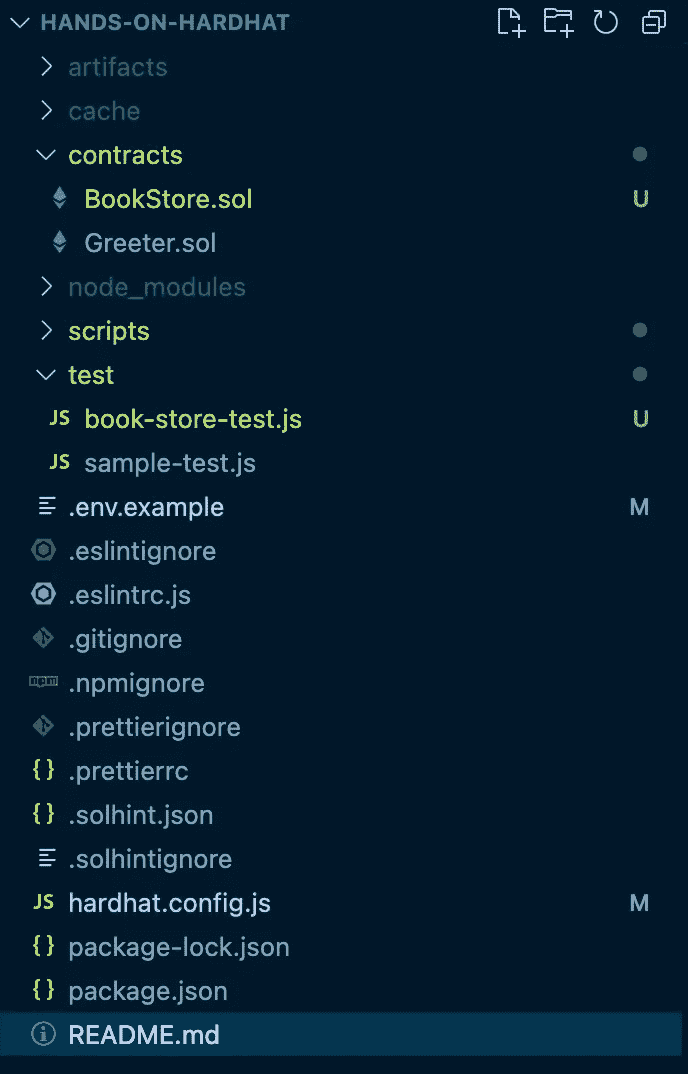 HANDS-ON-HARDHAT
artifacts
cache
contracts
BookStore.sol U
Greeter.sol
node_modules
scripts
test
JS book-store-test.js U
JS sample-test.js
.env.example M
.eslintignore
.eslintrc.js
.gitignore
npm .npmignore
.prettierignore
{} .prettierrc
{} .solhint.json
.solhintignore
JS hardhat.config.js M
{} package-lock.json
{} package.json
README.md